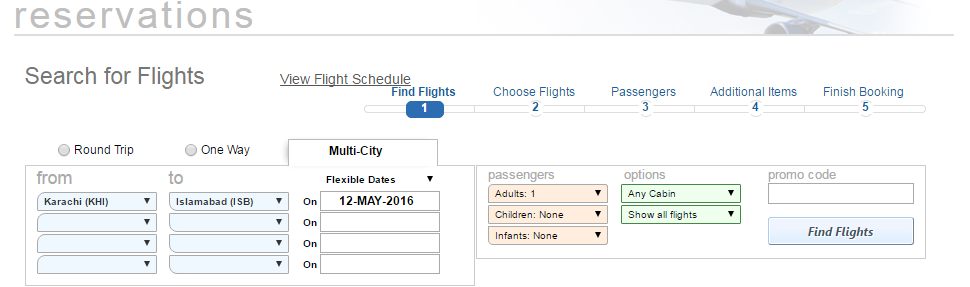 reservations
Search for Flights
View Flight Schedule
Find Flights Choose Flights Passengers Additional Items Finish Booking
1 2 3 4 5
Round Trip One Way Multi-City
from to Flexible Dates
Karachi (KHI) Islamabad (ISB) On 12-MAY-2016
On
On
On
passengers options promo code
Adults: 1 Any Cabin
Children: None Show all flights
Infants: None Find Flights